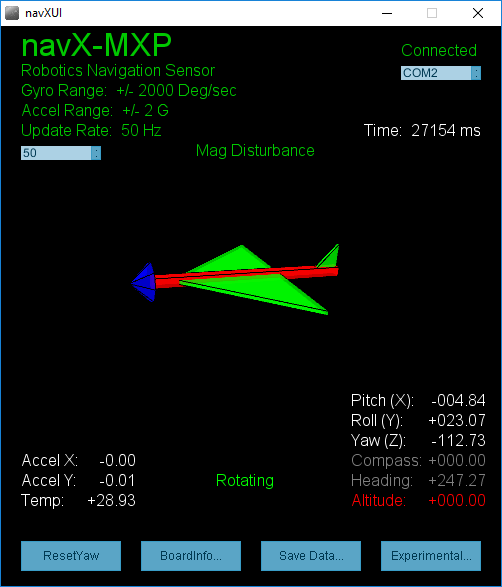 navXUI
navX-MXP
Connected
Robotics Navigation Sensor
COM2
Gyro Range: +/- 2000 Deg/sec
Accel Range: +/- 2 G
Update Rate: 50 Hz
Time: 27154 ms
50
Mag Disturbance
Pitch (X): -004.84
Roll (Y): +023.07
Yaw (Z): -112.73
Accel X: -0.00
Compass: +000.00
Accel Y: -0.01
Rotating
Heading: +247.27
Temp: +28.93
Altitude: +000.00
ResetYaw
BoardInfo...
Save Data...
Experimental...